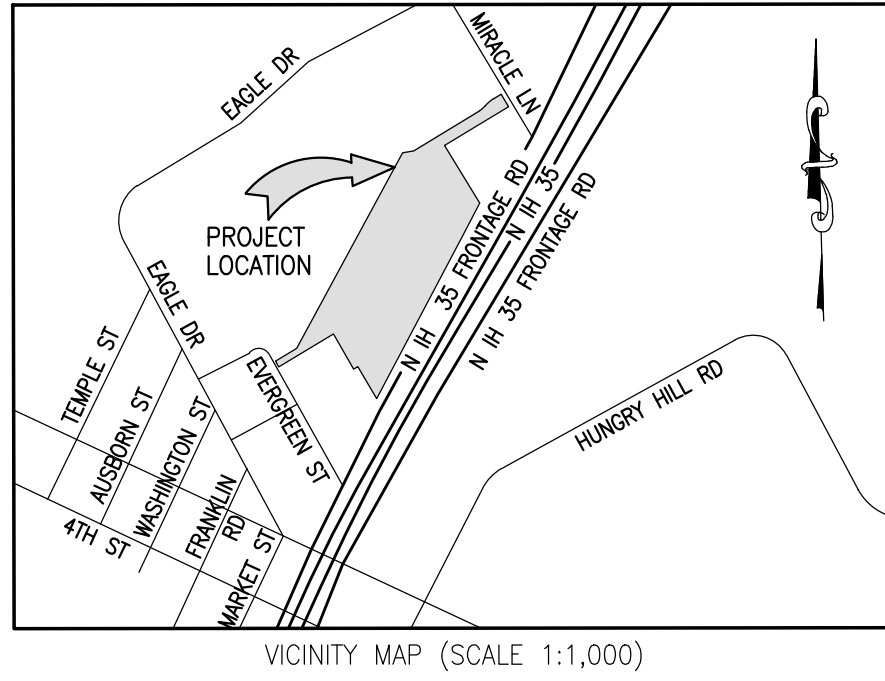 MIRACLE LN
EAGLE DR
PROJECT
LOCATION
N IH 35 FRONTAGE RD
N IH 35
N IH 35 FRONTAGE RD
EAGLE DR
TEMPLE ST
AUSBORN ST
WASHINGTON ST
EVERGREEN ST
HUNGRY HILL RD
FRANKLIN
RD
4TH ST
MARKET ST
VICINITY MAP (SCALE 1:1,000)